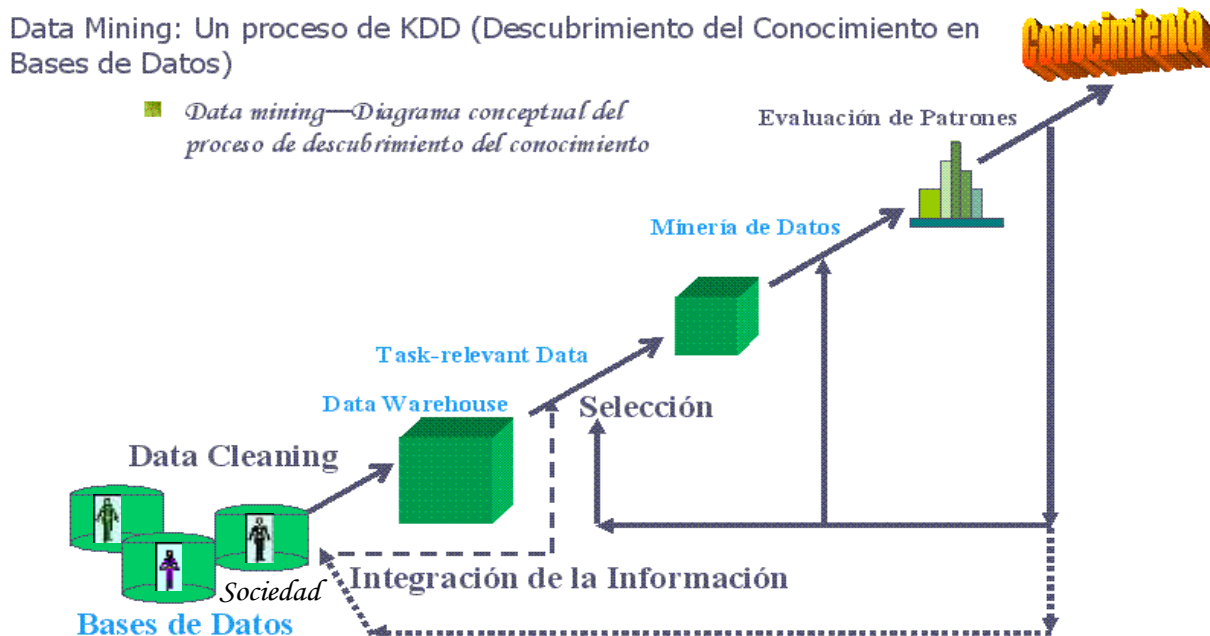 Data Mining: Un proceso de KDD (Descubrimiento del Conocimiento en
Bases de Datos)
Conocimiento
Data mining—Diagrama conceptual del
proceso de descubrimiento del conocimiento
Evaluación de Patrones
Minería de Datos
Task-relevant Data
Data Warehouse
Selección
Data Cleaning
Integración de la Información
Sociedad
Bases de Datos